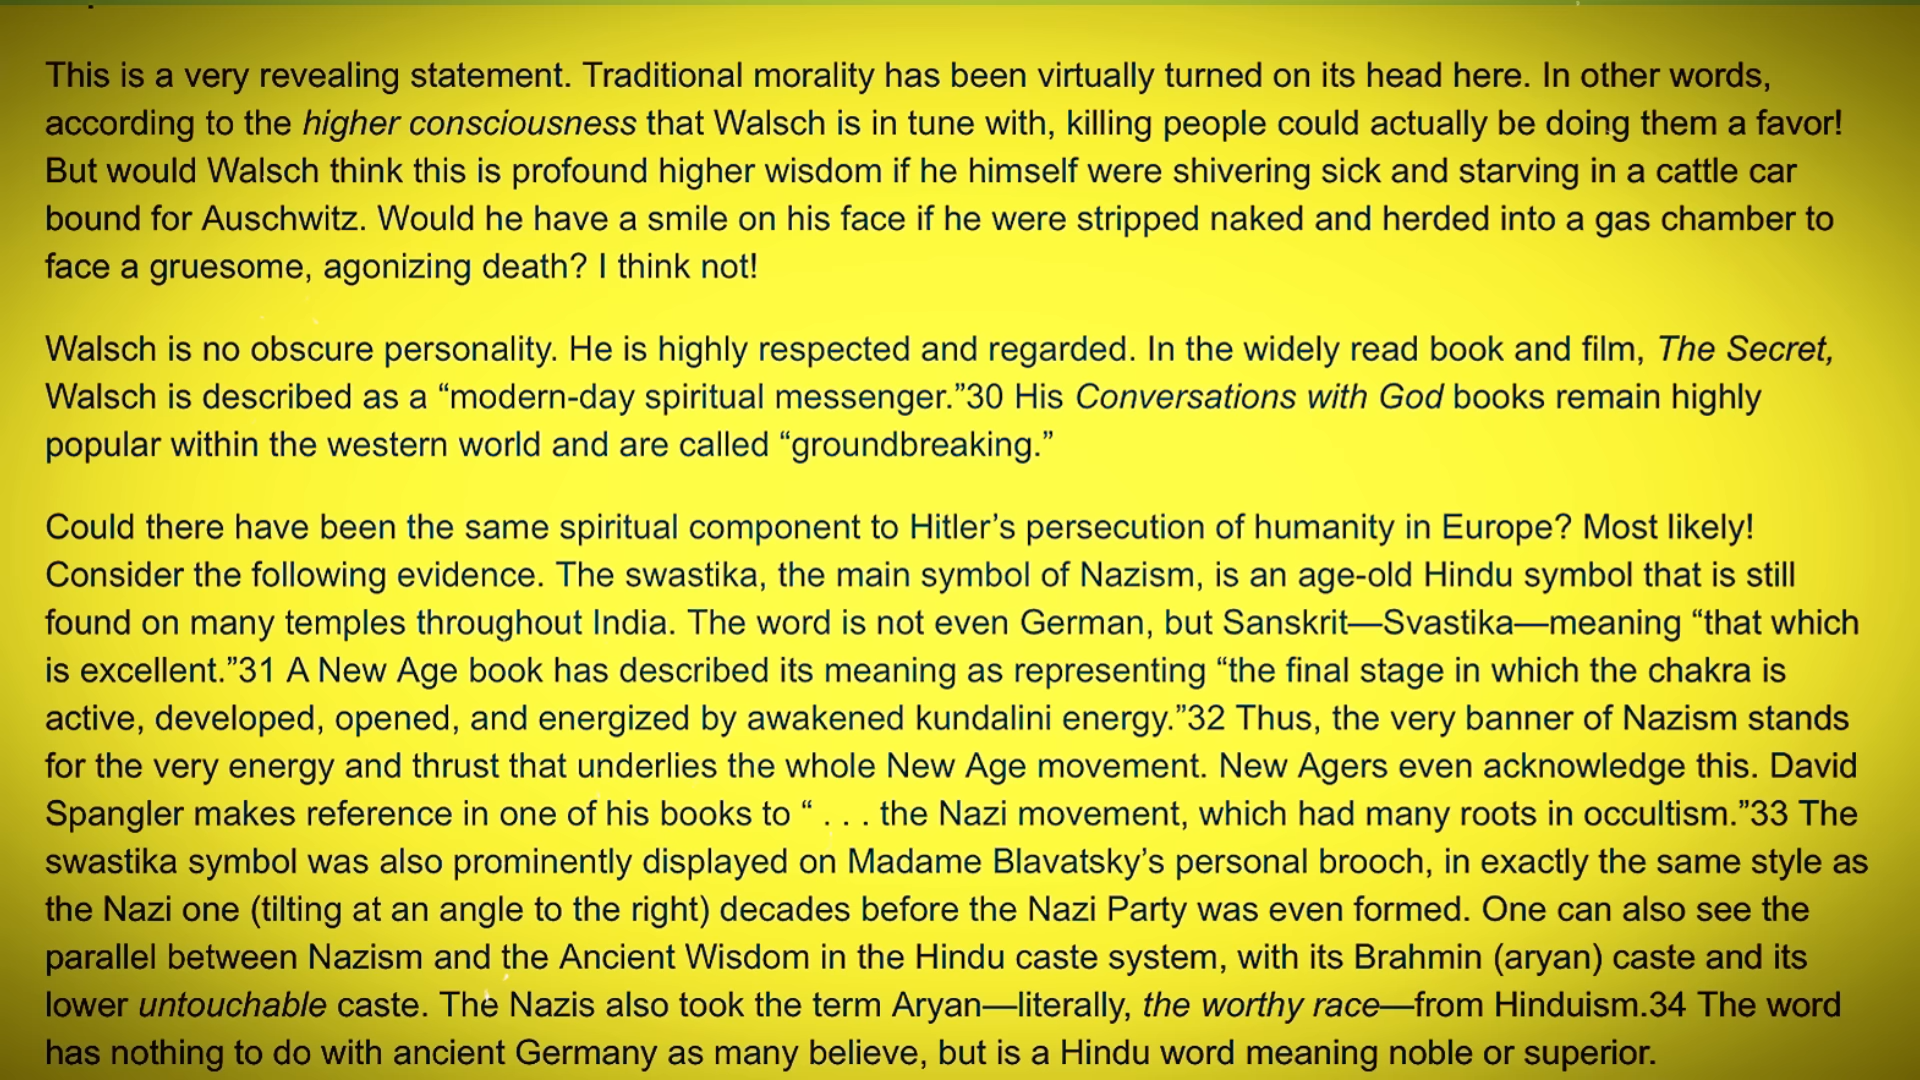 This is a very revealing statement. Traditional morality has been virtually turned on its head here. In other words,
according to the higher consciousness that Walsch is in tune with, killing people could actually be doing them a favor!
But would Walsch think this is profound higher wisdom if he himself were shivering sick and starving in a cattle car
bound for Auschwitz. Would he have a smile on his face if he were stripped naked and herded into a gas chamber to
face a gruesome, agonizing death? I think not!
Walsch is no obscure personality. He is highly respected and regarded. In the widely read book and film, The Secret,
Walsch is described as a “modern-day spiritual messenger.”30 His Conversations with God books remain highly
popular within the western world and are called “groundbreaking.”
Could there have been the same spiritual component to Hitler’s persecution of humanity in Europe? Most likely!
Consider the following evidence. The swastika, the main symbol of Nazism, is an age-old Hindu symbol that is still
found on many temples throughout India. The word is not even German, but Sanskrit—Svastika—meaning “that which
is excellent.”31 A New Age book has described its meaning as representing “the final stage in which the chakra is
active, developed, opened, and energized by awakened kundalini energy.”32 Thus, the very banner of Nazism stands
for the very energy and thrust that underlies the whole New Age movement. New Agers even acknowledge this. David
Spangler makes reference in one of his books to “ . . . the Nazi movement, which had many roots in occultism.”33 The
swastika symbol was also prominently displayed on Madame Blavatsky’s personal brooch, in exactly the same style as
the Nazi one (tilting at an angle to the right) decades before the Nazi Party was even formed. One can also see the
parallel between Nazism and the Ancient Wisdom in the Hindu caste system, with its Brahmin (aryan) caste and its
lower untouchable caste. The Nazis also took the term Aryan—literally, the worthy race—from Hinduism.34 The word
has nothing to do with ancient Germany as many believe, but is a Hindu word meaning noble or superior.